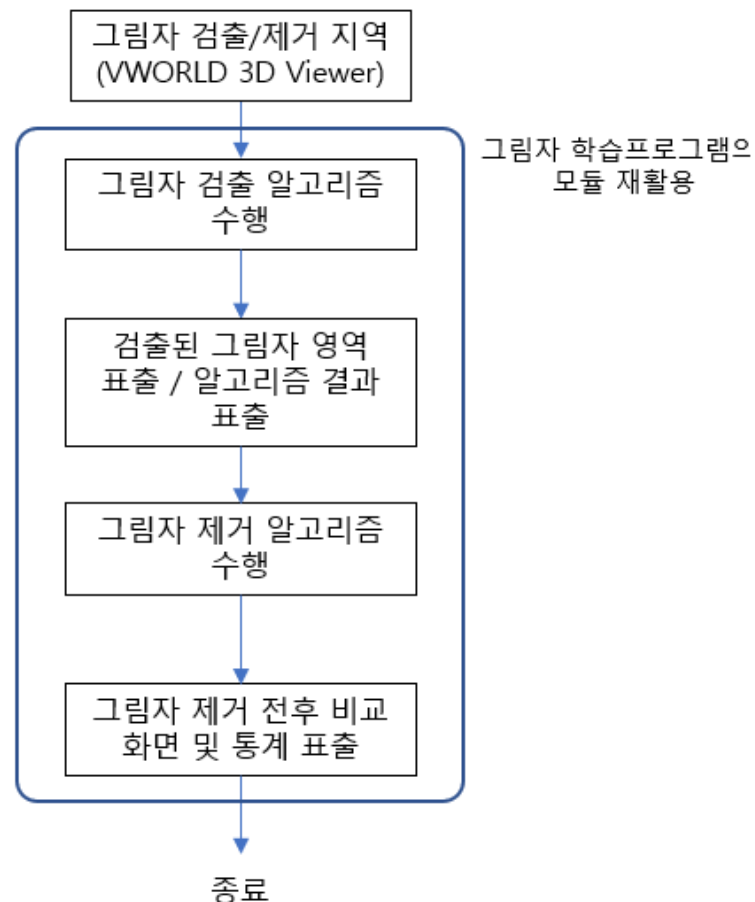 그림자 검출/제거 지역
(VWORLD 3D Viewer)
그림자 학습프로그램의
모듈 재활용
그림자 검출 알고리즘
수행
검출된 그림자 영역
표출 / 알고리즘 결과
표출
그림자 제거 알고리즘
수행
그림자 제거 전후 비교
화면 및 통계 표출
종료